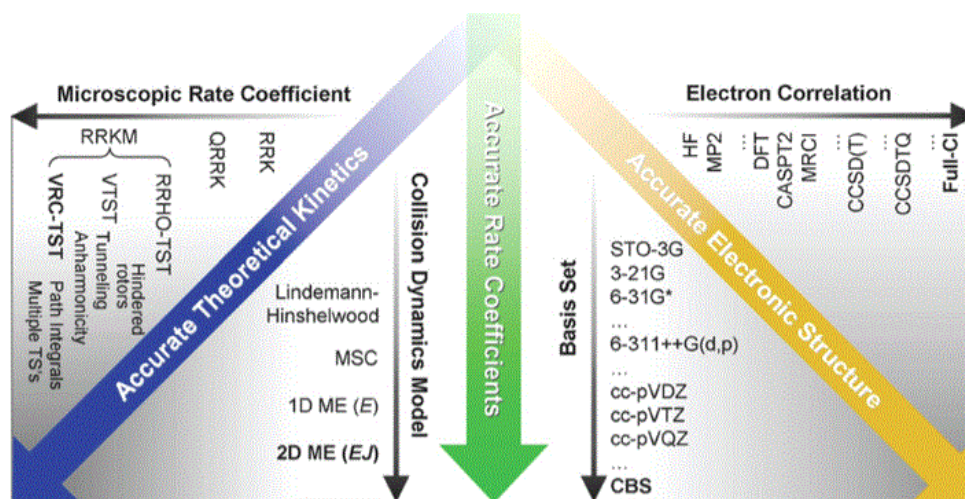 Microscopic Rate Coefficient
RRKM
VRC-TST
VTST
RRHO-TST
QRRK
RRK
Multiple TS's
Path Integrals
Anharmonicity
Tunneling
Hindered
rotors
Accurate Theoretical Kinetics
Collision Dynamics Model
Lindemann-
Hinshelwood
MSC
1D ME (E)
2D ME (EJ)
Accurate Rate Coefficients
Electron Correlation
HF
MP2
...
DFT
CASPT2
MRCI
...
CCSD(T)
...
CCSDTQ
...
Full-CI
Accurate Electronic Structure
Basis Set
STO-3G
3-21G
6-31G*
...
6-311++G(d,p)
...
cc-pVDZ
cc-pVTZ
cc-pVQZ
...
CBS